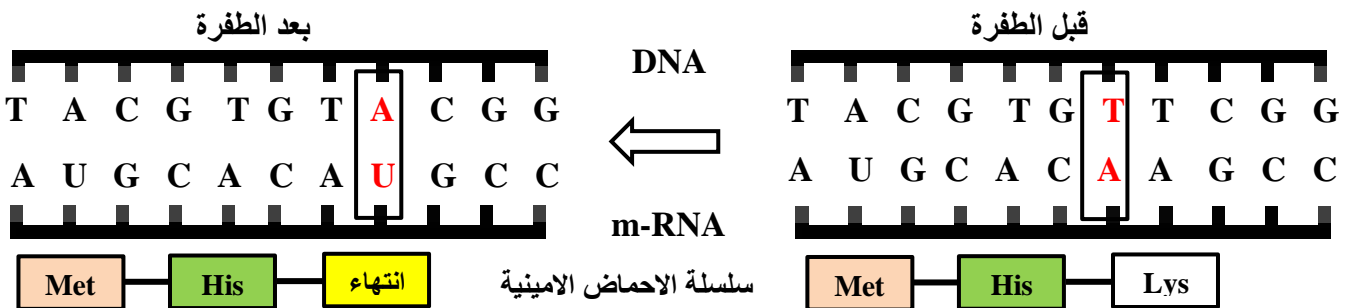 قبل الطفرة
بعد الطفرة
DNA
T A C G T G T T C G G
T A C G T G T A C G G
A U G C A C A A G C C
A U G C A C A U G C C
m-RNA
سلسلة الاحماض الامينية
Met His Lys
Met His انتهاء